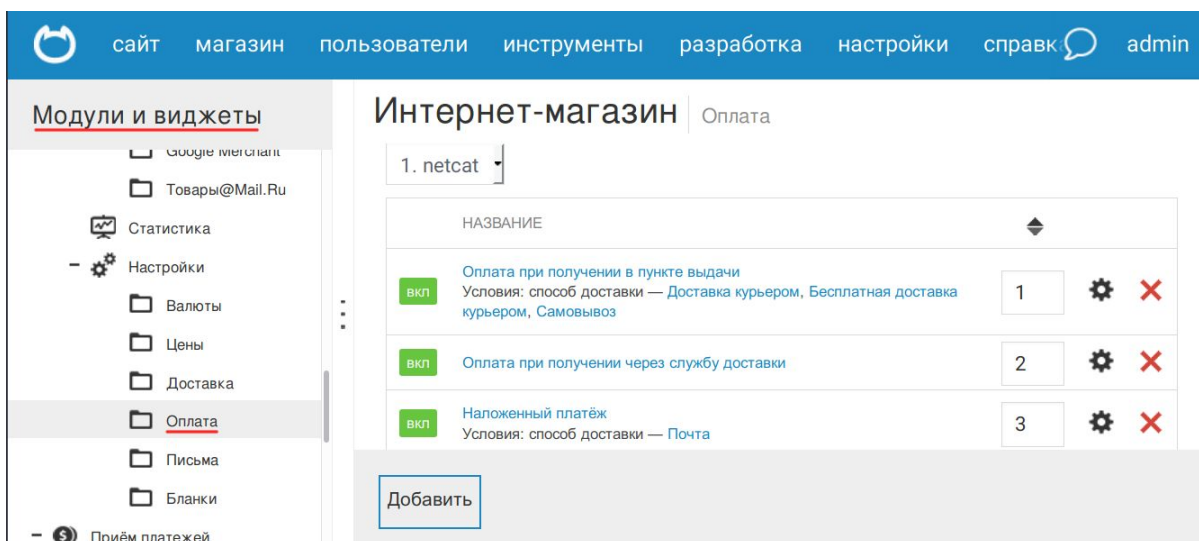 сайт магазин пользователи инструменты разработка настройки справка admin
Модули и виджеты
Google Merchant
Товары@Mail.Ru
Статистика
Настройки
Валюты
Цены
Доставка
Оплата
Письма
Бланки
Приём платежей
Интернет-магазин Оплата
1. netcat
НАЗВАНИЕ
вкл
Оплата при получении в пункте выдачи
Условия: способ доставки — Доставка курьером, Бесплатная доставка
курьером, Самовывоз
1
вкл
Оплата при получении через службу доставки
2
вкл
Наложенный платёж
Условия: способ доставки — Почта
3
Добавить